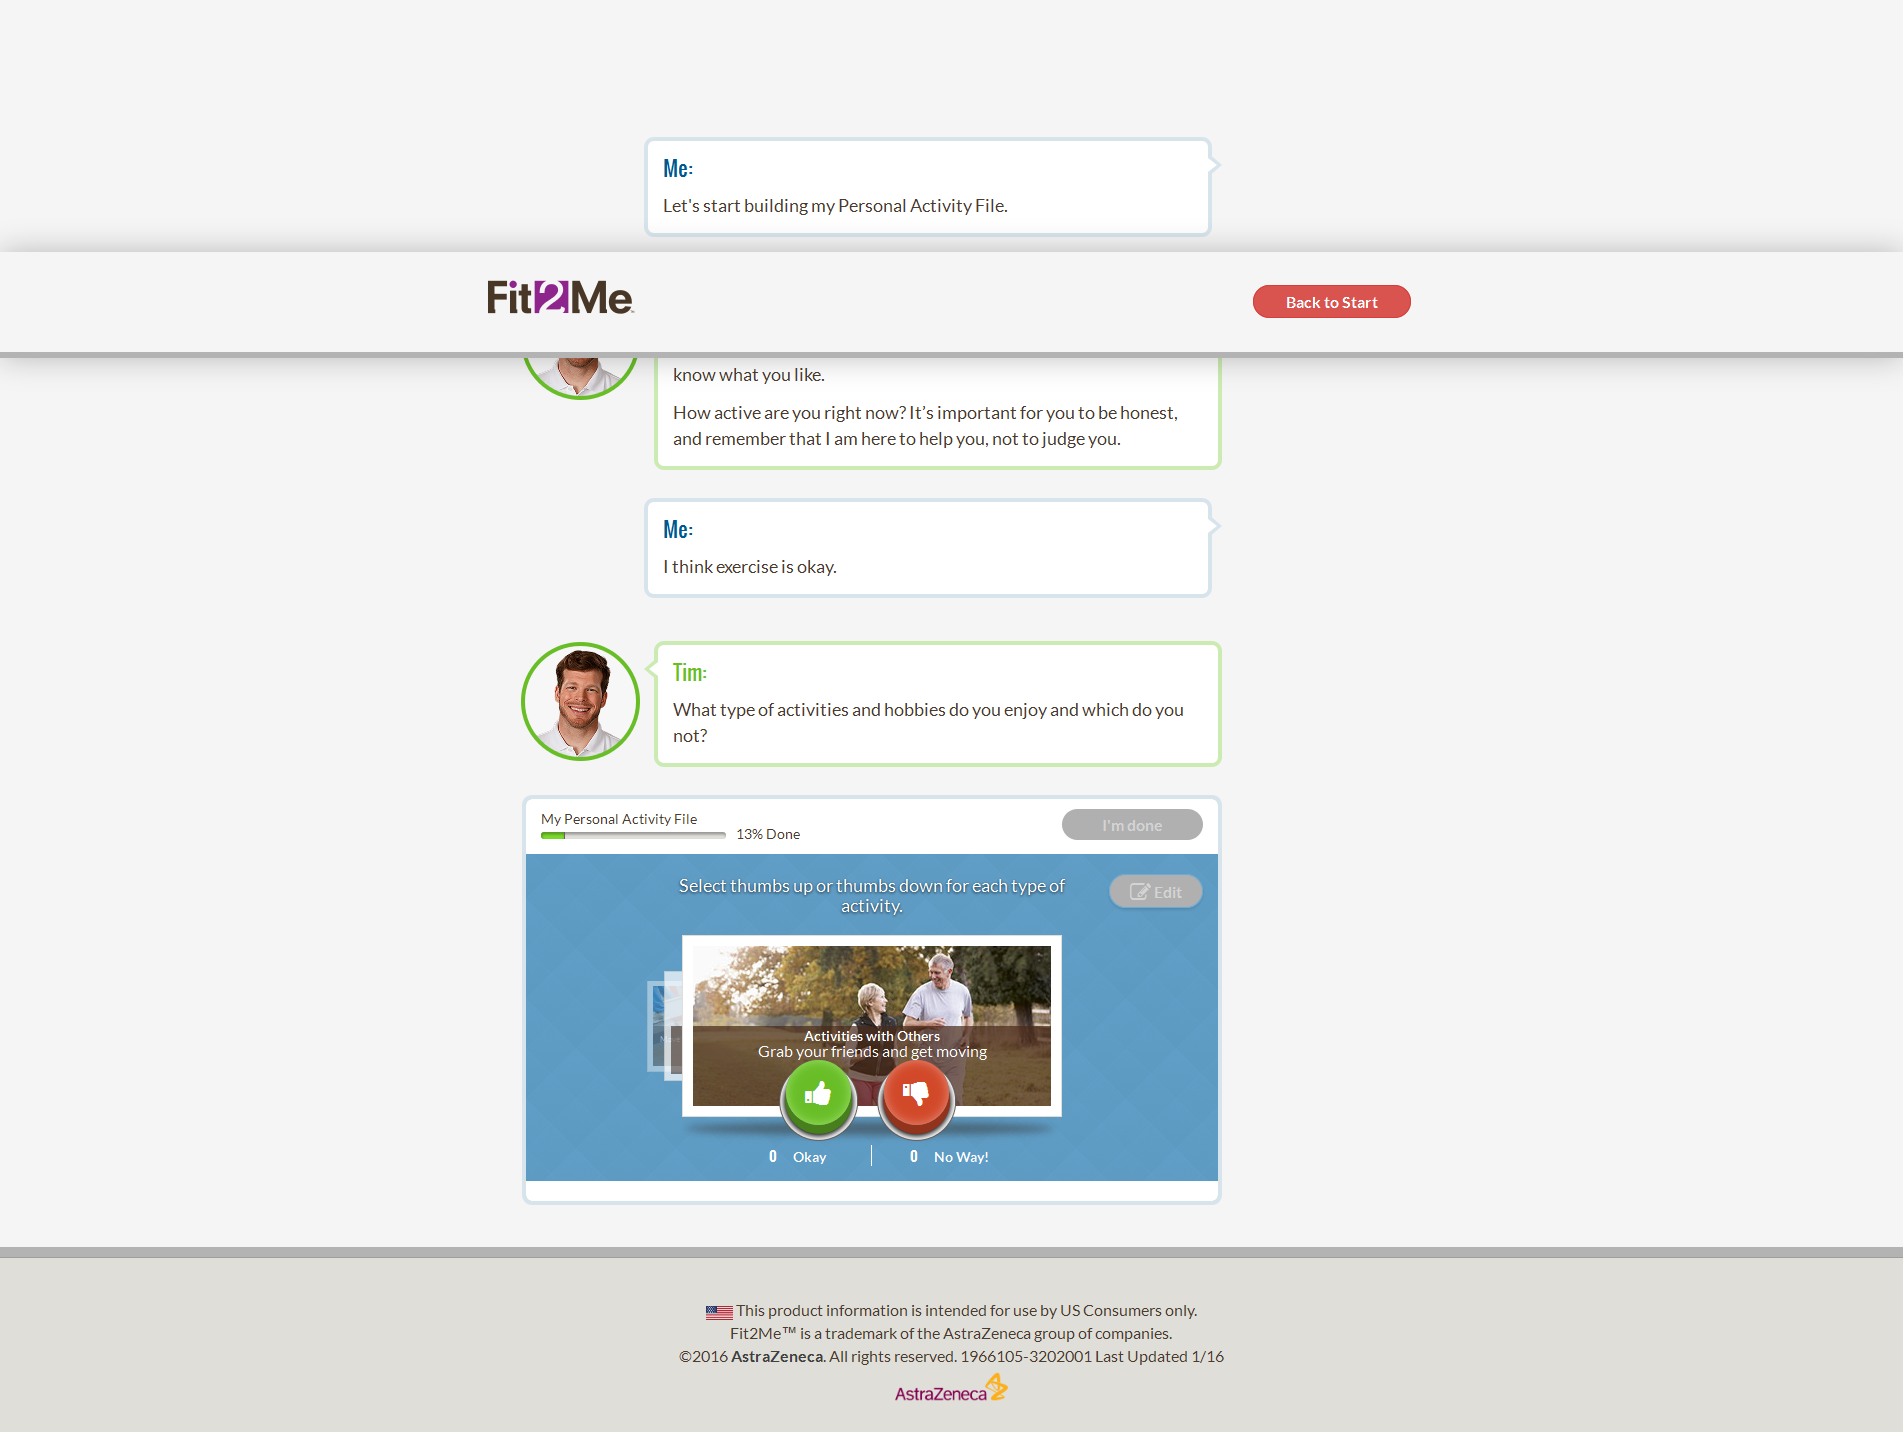 Me:
Let's start building my Personal Activity File.
Fit2Me™
Back to Start
know what you like.
How active are you right now? It’s important for you to be honest,
and remember that I am here to help you, not to judge you.
Me:
I think exercise is okay.
Tim:
What type of activities and hobbies do you enjoy and which do you
not?
My Personal Activity File
13% Done
I'm done
Select thumbs up or thumbs down for each type of
activity.
Edit
Activities with Others
Grab your friends and get moving
0 Okay
0 No Way!
This product information is intended for use by US Consumers only.
Fit2Me™ is a trademark of the AstraZeneca group of companies.
©2016 AstraZeneca. All rights reserved. 1966105-3202001 Last Updated 1/16
AstraZeneca